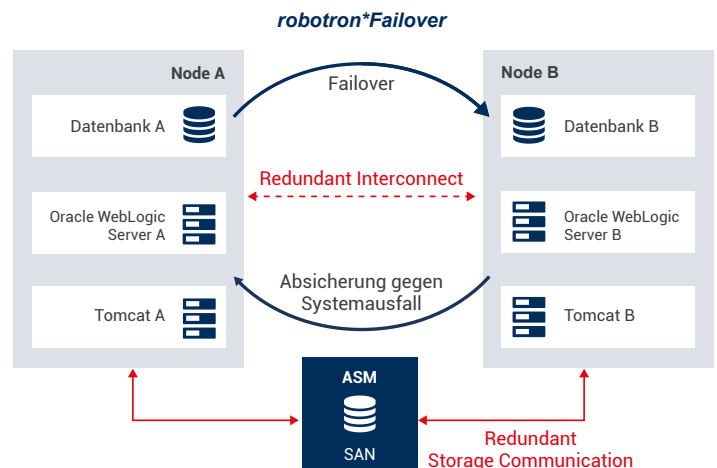 robotron*Failover
Node A
Node B
Failover
Datenbank A
Datenbank B
Redundant Interconnect
Oracle WebLogic
Server A
Oracle WebLogic
Server B
Absicherung gegen
Systemausfall
Tomcat A
Tomcat B
ASM
SAN
Redundant
Storage Communication